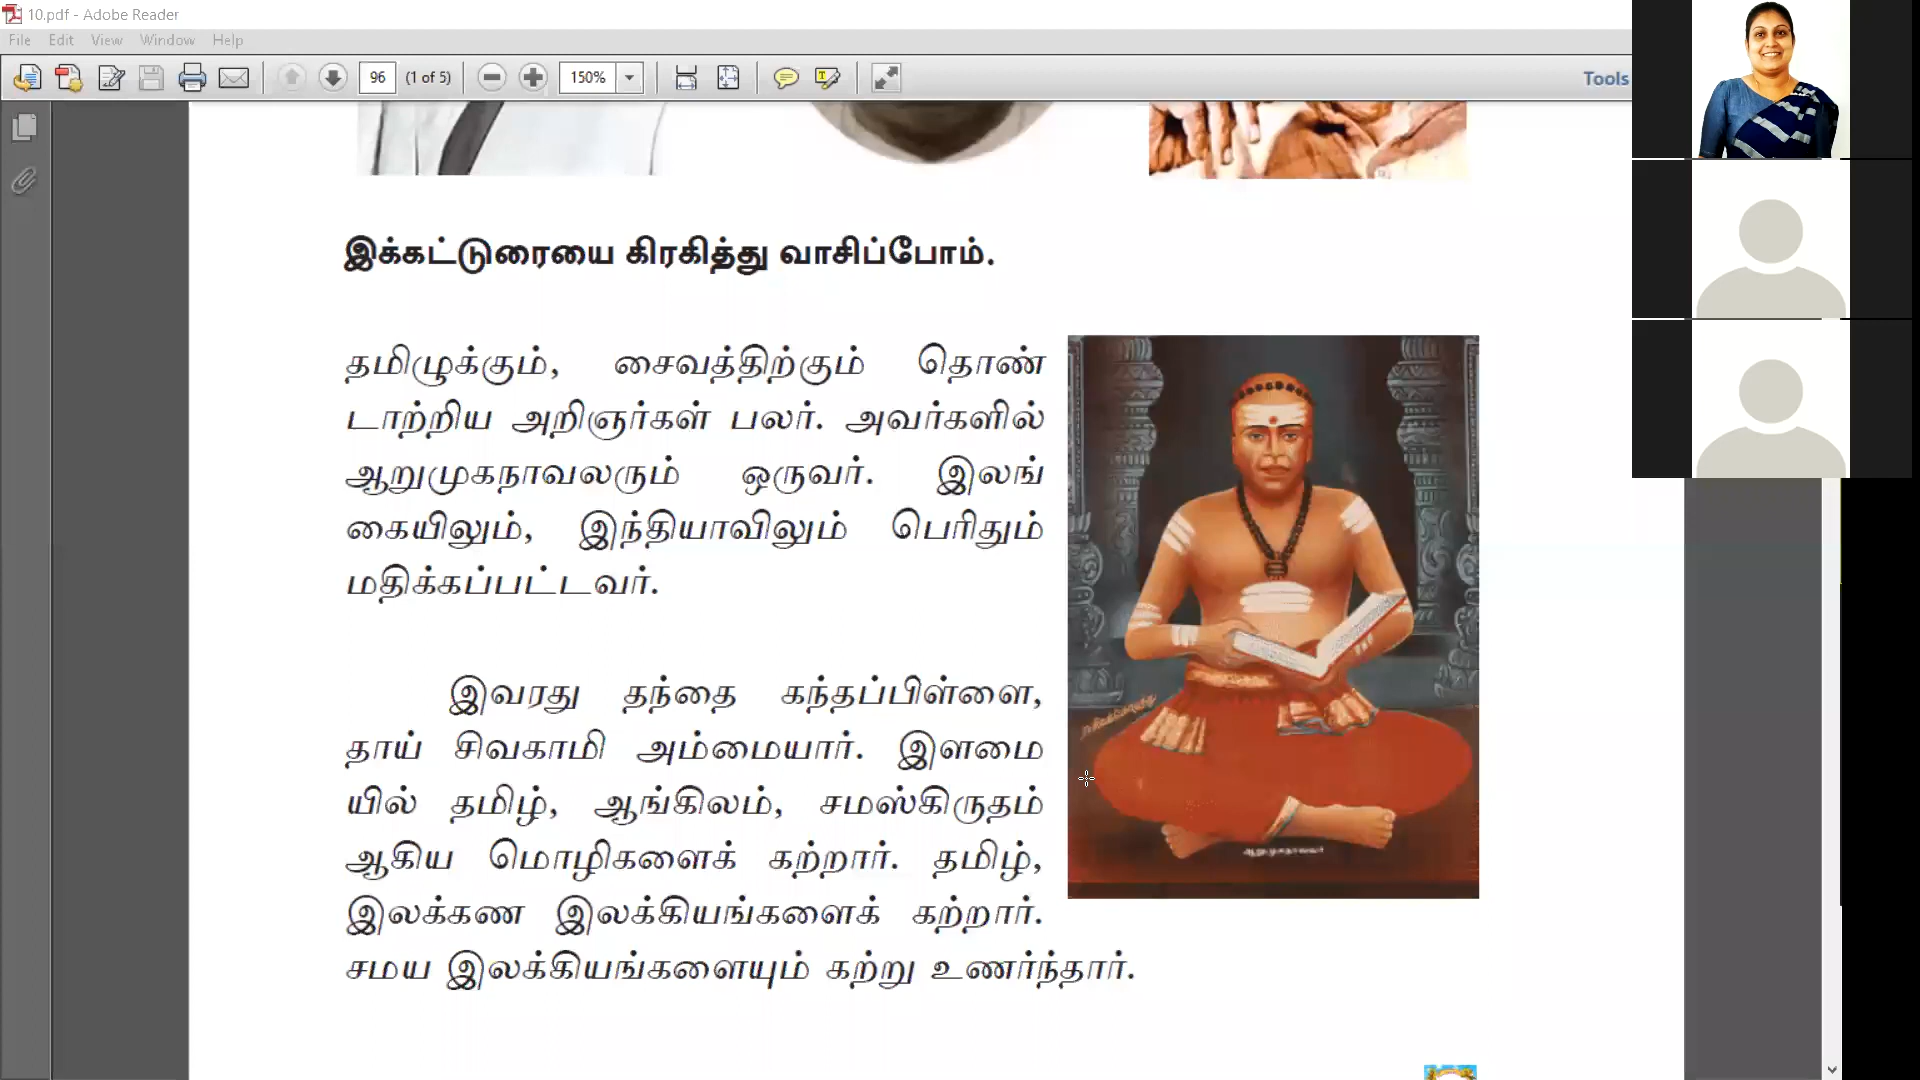 10.pdf - Adobe Reader
File Edit View Window Help
96 (1 of 5) 150% Tools
இக்கட்டுரையை கிரகித்து வாசிப்போம்.
தமிழுக்கும், சைவத்திற்கும் தொண்
டாற்றிய அறிஞர்கள் பலர். அவர்களில்
ஆறுமுகநாவலரும் ஒருவர். இலங்
கையிலும், இந்தியாவிலும் பெரிதும்
மதிக்கப்பட்டவர்.
இவரது தந்தை கந்தப்பிள்ளை,
தாய் சிவகாமி அம்மையார். இளமை
யில் தமிழ், ஆங்கிலம், சமஸ்கிருதம்
ஆகிய மொழிகளைக் கற்றார். தமிழ்,
இலக்கண இலக்கியங்களைக் கற்றார்.
சமய இலக்கியங்களையும் கற்று உணர்ந்தார்.
ஆறுமுகநாவலர்